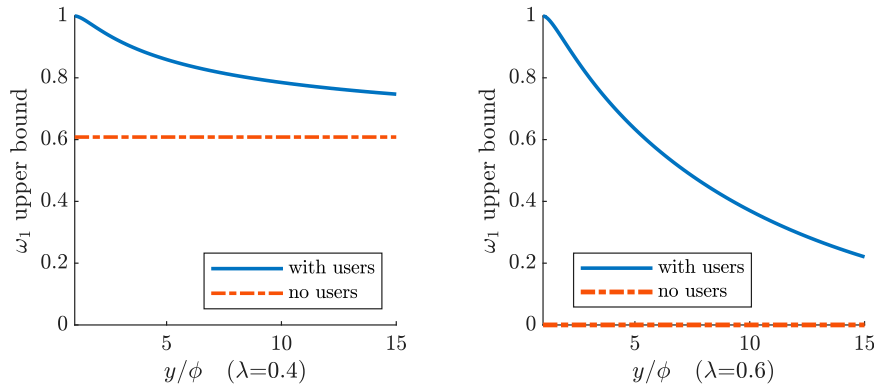 1
0.8
0.6
0.4
0.2
0
ω₁ upper bound
with users
no users
5
10
15
y/ϕ (λ=0.4)
1
0.8
0.6
0.4
0.2
0
ω₁ upper bound
with users
no users
5
10
15
y/ϕ (λ=0.6)